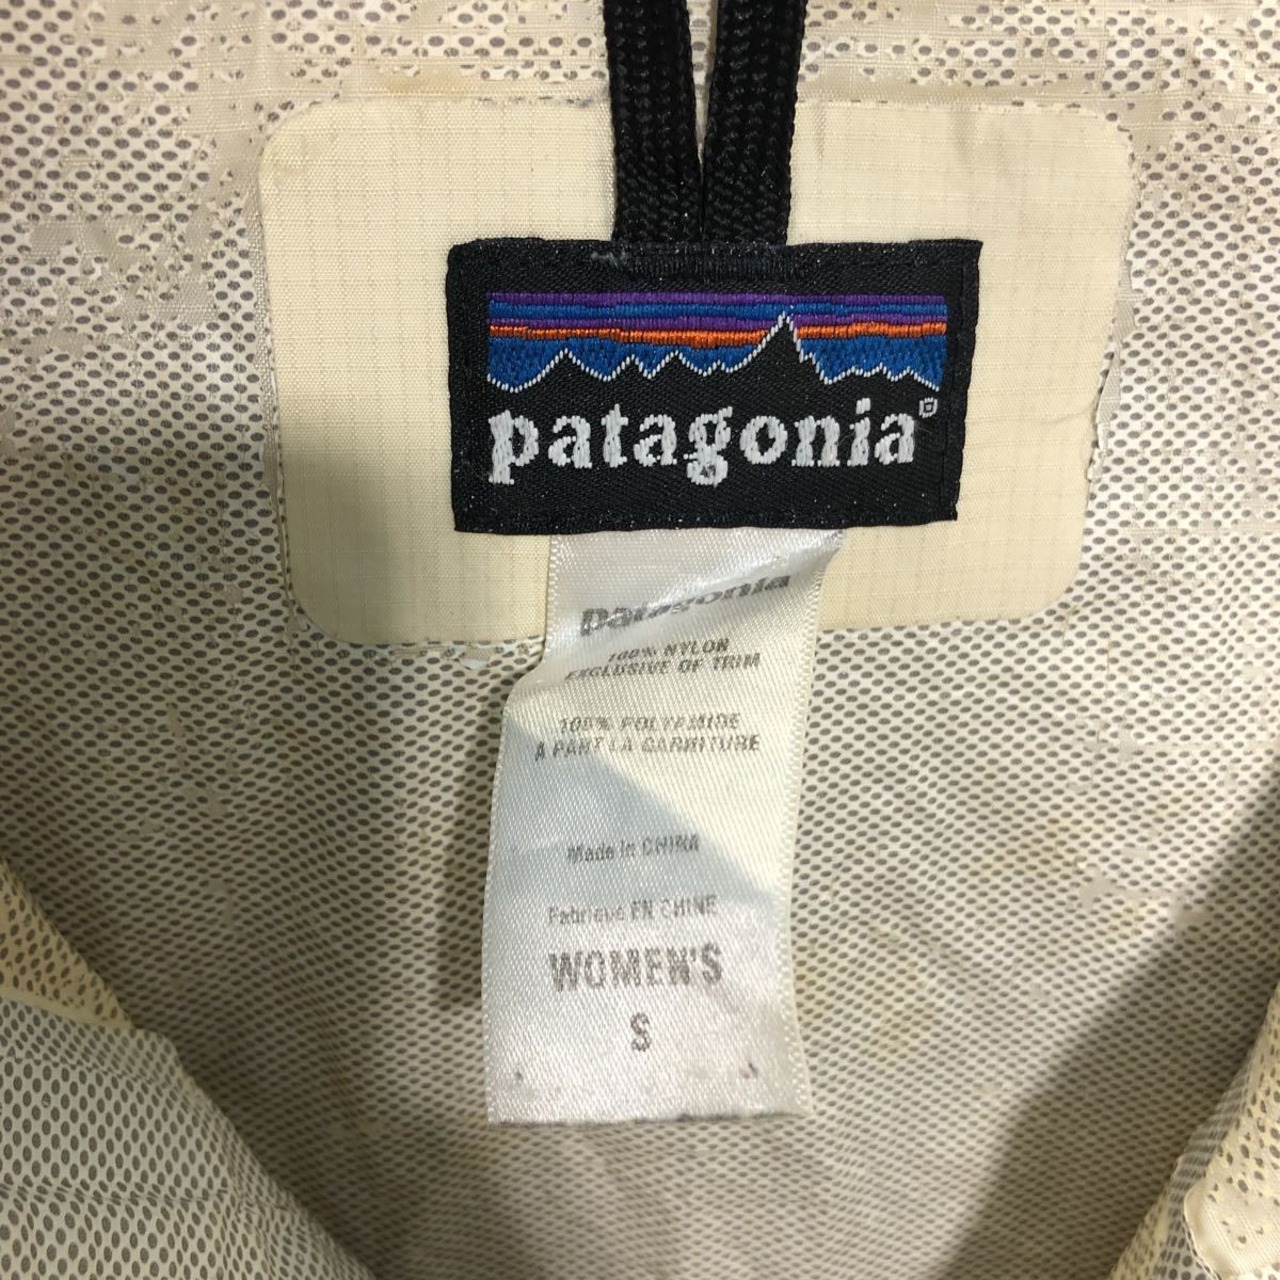 patagonia®
patagonia
100% NYLON
EXCLUSIVE OF TRIM
100% POLYAMIDE
À PART LA GARNITURE
Made in CHINA
Fabriqué EN CHINE
WOMEN'S
S